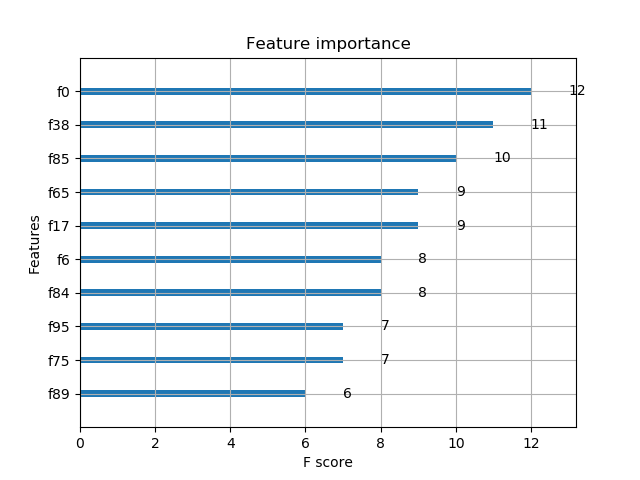 Feature importance
f0 12
f38 11
f85 10
f65 9
f17 9
f6 8
f84 8
f95 7
f75 7
f89 6
0 2 4 6 8 10 12
F score
Features